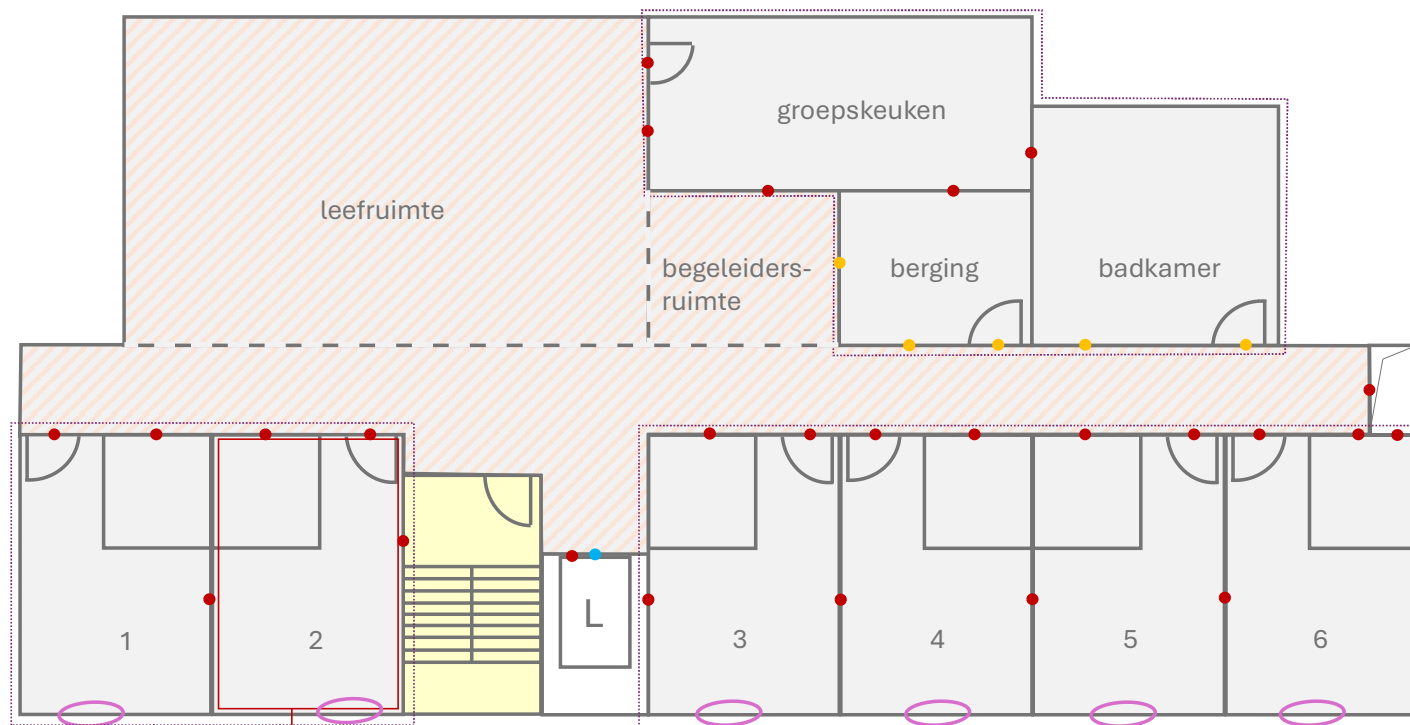 groepskeuken
leefruimte
begeleiders-
ruimte
berging
badkamer
1
2
L
3
4
5
6